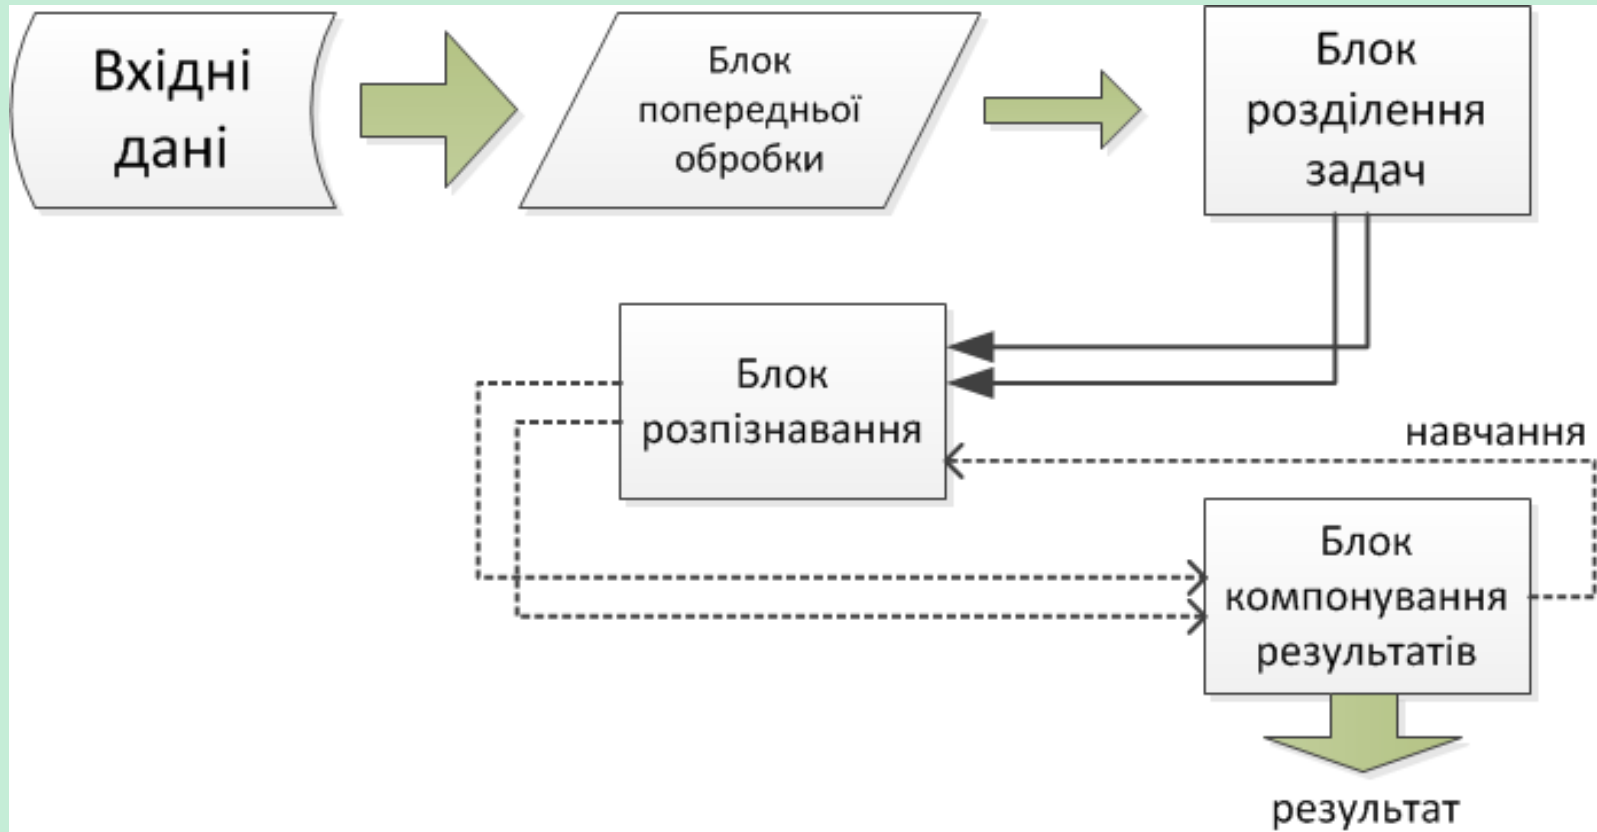 Вхідні
дані
Блок
попередньої
обробки
Блок
розділення
задач
Блок
розпізнавання
навчання
Блок
компонування
результатів
результат